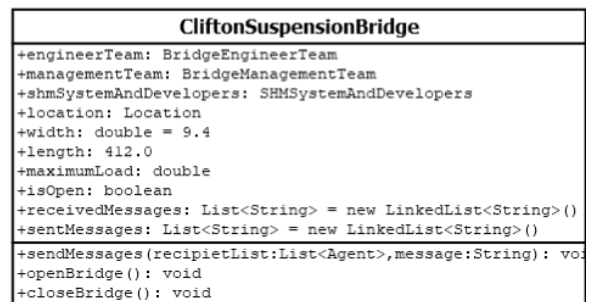 CliftonSuspensionBridge
+engineerTeam: BridgeEngineerTeam
+managementTeam: BridgeManagementTeam
+shmSystemAndDevelopers: SHMSystemAndDevelopers
+location: Location
+width: double = 9.4
+length: 412.0
+maximumLoad: double
+isOpen: boolean
+receivedMessages: List<String> = new LinkedList<String>()
+sentMessages: List<String> = new LinkedList<String>()
+sendMessages(recipietList:List<Agent>,message:String): voi
+openBridge(): void
+closeBridge(): void